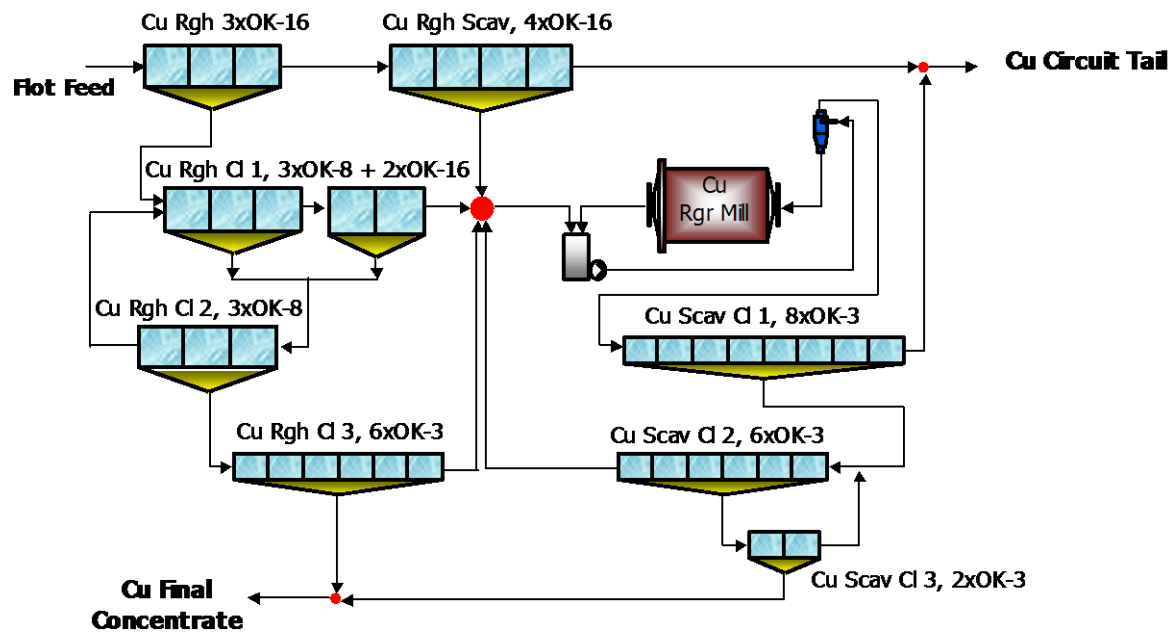 Cu Rgh 3xOK-16
Cu Rgh Scav, 4xOK-16
Flot Feed
Cu Circuit Tail
Cu Rgh Cl 1, 3xOK-8 + 2xOK-16
Cu
Rgr Mill
Cu Rgh Cl 2, 3xOK-8
Cu Scav Cl 1, 8xOK-3
Cu Rgh Cl 3, 6xOK-3
Cu Scav Cl 2, 6xOK-3
Cu Scav Cl 3, 2xOK-3
Cu Final
Concentrate